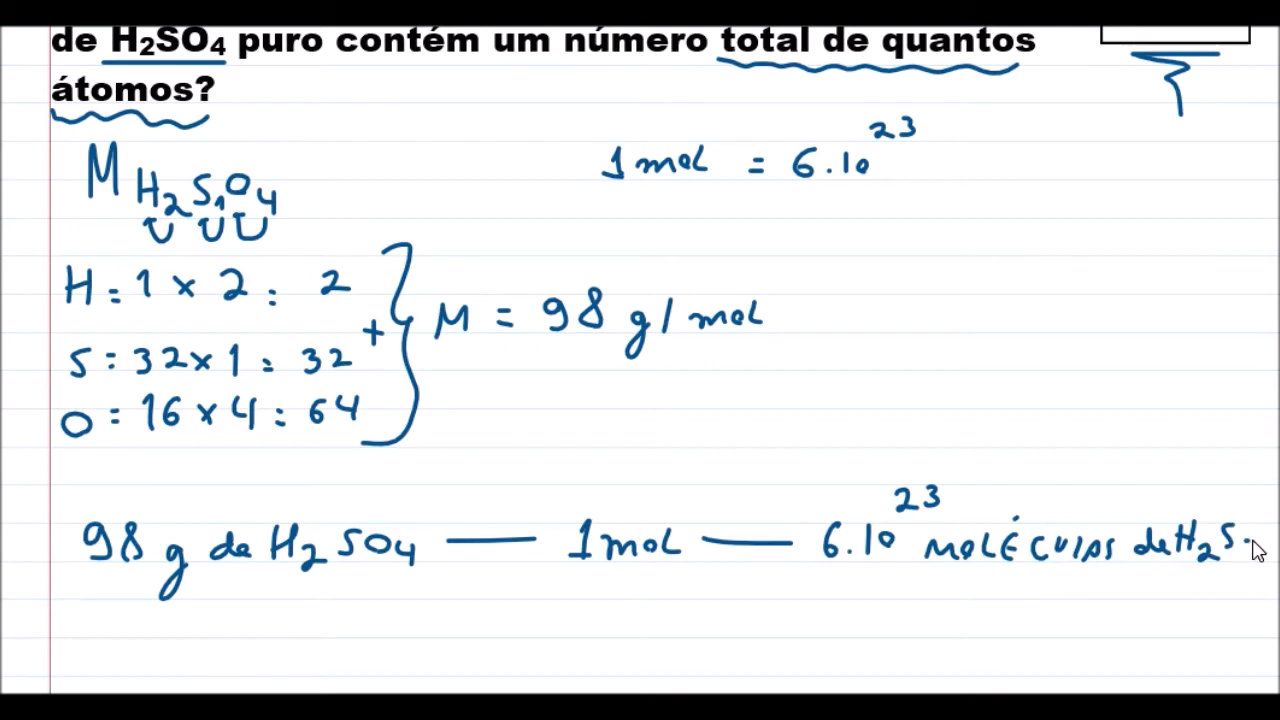 de H₂SO₄ puro contém um número total de quantos
átomos?
M H₂S₁O₄
1 mol = 6.10²³
H = 1 x 2 = 2
+
S = 32 x 1 = 32
O = 16 x 4 = 64
M = 98 g/mol
98 g de H₂SO₄ — 1 mol — 6.10²³ MOLÉCULAS de H₂S